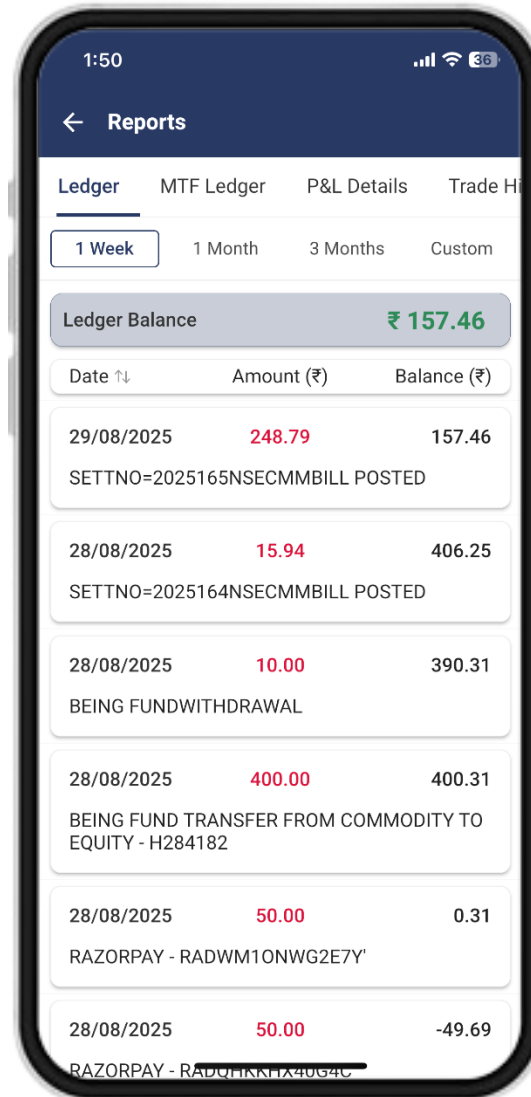 1:50
36
Reports
Ledger MTF Ledger P&L Details Trade Hi
1 Week 1 Month 3 Months Custom
Ledger Balance ₹ 157.46
Date ↑↓ Amount (₹) Balance (₹)
29/08/2025 248.79 157.46
SETTNO=2025165NSECMMBILL POSTED
28/08/2025 15.94 406.25
SETTNO=2025164NSECMMBILL POSTED
28/08/2025 10.00 390.31
BEING FUNDWITHDRAWAL
28/08/2025 400.00 400.31
BEING FUND TRANSFER FROM COMMODITY TO
EQUITY - H284182
28/08/2025 50.00 0.31
RAZORPAY - RADWM1ONWG2E7Y'
28/08/2025 50.00 -49.69
RAZORPAY -